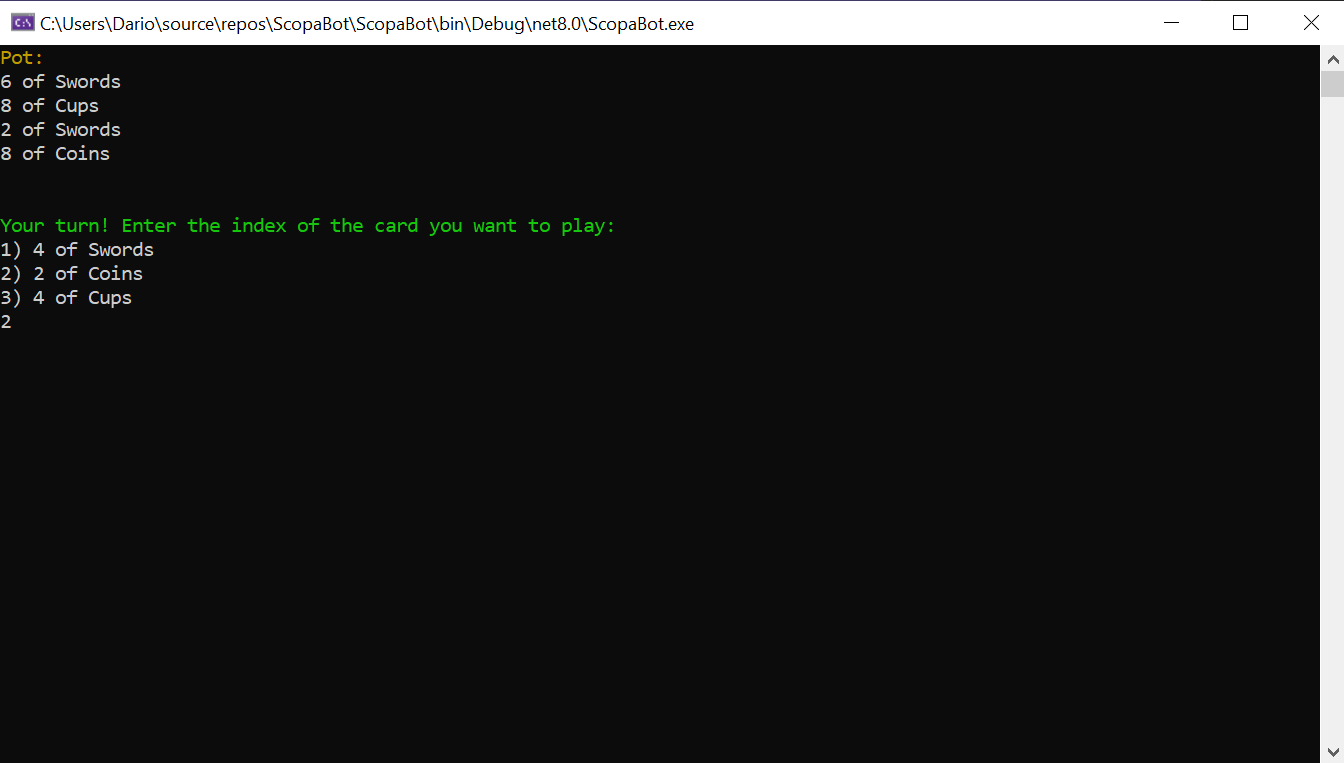 C:\Users\Dario\source\repos\ScopaBot\ScopaBot\bin\Debug\net8.0\ScopaBot.exe
Pot:
6 of Swords
8 of Cups
2 of Swords
8 of Coins
Your turn! Enter the index of the card you want to play:
1) 4 of Swords
2) 2 of Coins
3) 4 of Cups
2